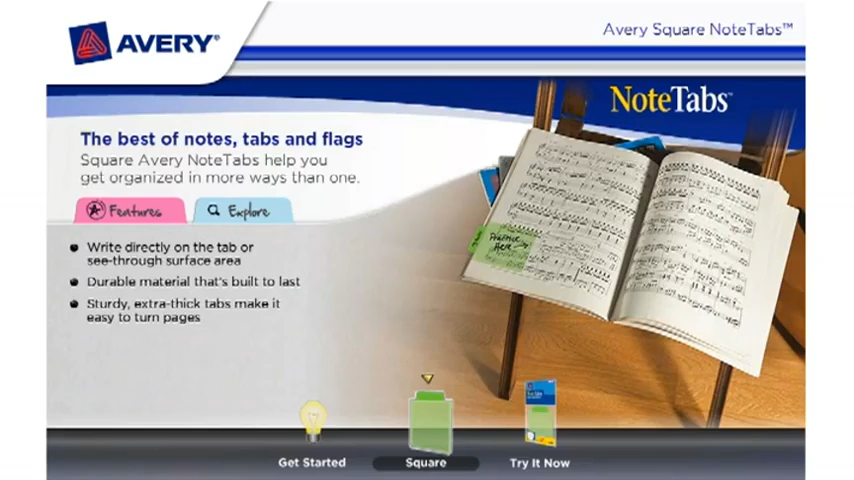 AVERY®
Avery Square NoteTabs™
NoteTabs™
The best of notes, tabs and flags
Square Avery NoteTabs help you
get organized in more ways than one.
Features
Explore
Write directly on the tab or
see-through surface area
Durable material that's built to last
Sturdy, extra-thick tabs make it
easy to turn pages
Practice
Here
Get Started
Square
Try It Now